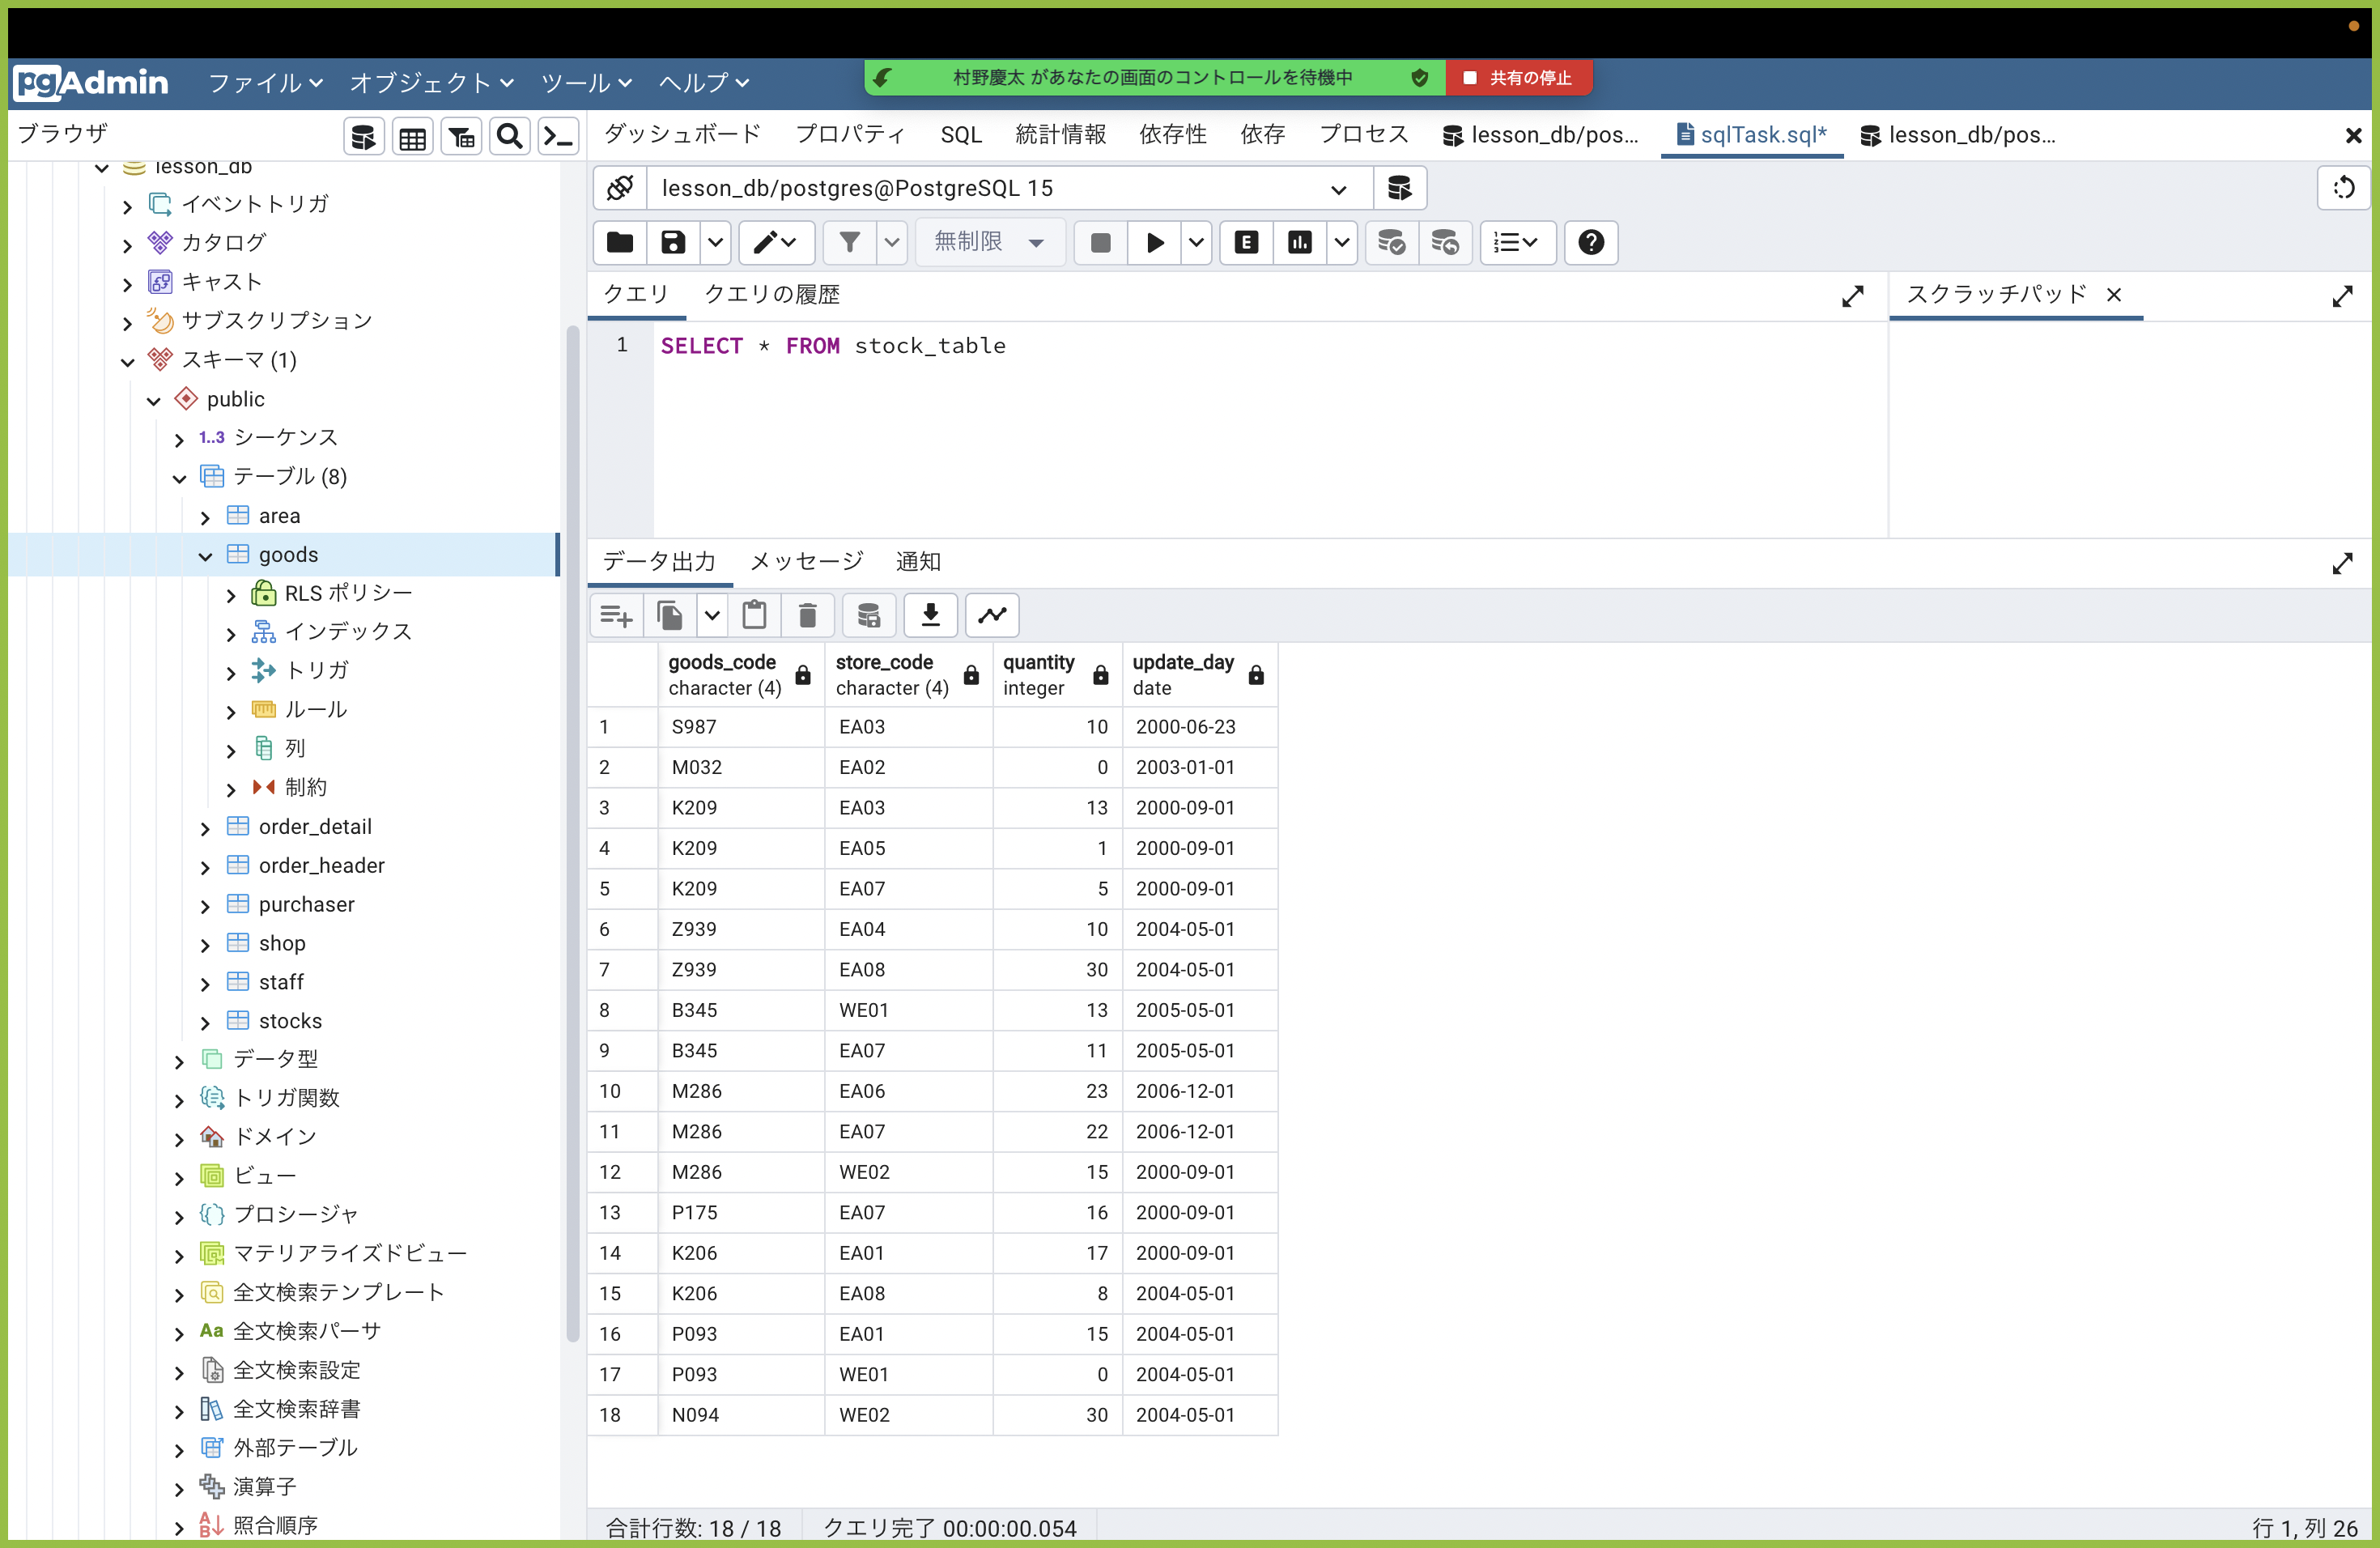 pgAdmin ファイル オブジェクト ツール ヘルプ
村野慶太 があなたの画面のコントロールを待機中 共有の停止
ブラウザ
ダッシュボード プロパティ SQL 統計情報 依存性 依存 プロセス lesson_db/pos... sqlTask.sql* lesson_db/pos...
lesson_db
イベントトリガ
カタログ
キャスト
サブスクリプション
スキーマ (1)
public
1..3 シーケンス
テーブル (8)
area
goods
RLS ポリシー
インデックス
トリガ
ルール
列
制約
order_detail
order_header
purchaser
shop
staff
stocks
データ型
トリガ関数
ドメイン
ビュー
プロシージャ
マテリアライズドビュー
全文検索テンプレート
Aa 全文検索パーサ
全文検索設定
全文検索辞書
外部テーブル
演算子
照合順序
lesson_db/postgres@PostgreSQL 15
無制限
クエリ クエリの履歴
スクラッチパッド
1 SELECT * FROM stock_table
データ出力 メッセージ 通知
goods_code store_code quantity update_day
character (4) character (4) integer date
1 S987 EA03 10 2000-06-23
2 M032 EA02 0 2003-01-01
3 K209 EA03 13 2000-09-01
4 K209 EA05 1 2000-09-01
5 K209 EA07 5 2000-09-01
6 Z939 EA04 10 2004-05-01
7 Z939 EA08 30 2004-05-01
8 B345 WE01 13 2005-05-01
9 B345 EA07 11 2005-05-01
10 M286 EA06 23 2006-12-01
11 M286 EA07 22 2006-12-01
12 M286 WE02 15 2000-09-01
13 P175 EA07 16 2000-09-01
14 K206 EA01 17 2000-09-01
15 K206 EA08 8 2004-05-01
16 P093 EA01 15 2004-05-01
17 P093 WE01 0 2004-05-01
18 N094 WE02 30 2004-05-01
合計行数: 18 / 18 クエリ完了 00:00:00.054 行 1, 列 26